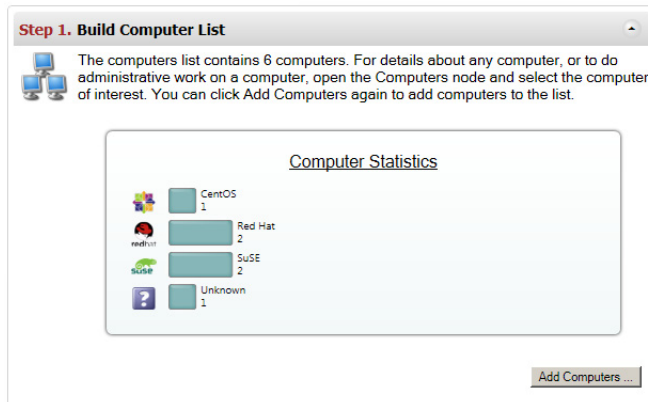 Step 1. Build Computer List
The computers list contains 6 computers. For details about any computer, or to do
administrative work on a computer, open the Computers node and select the computer
of interest. You can click Add Computers again to add computers to the list.
Computer Statistics
CentOS
1
redhat
Red Hat
2
suse
SuSE
2
?
Unknown
1
Add Computers ...